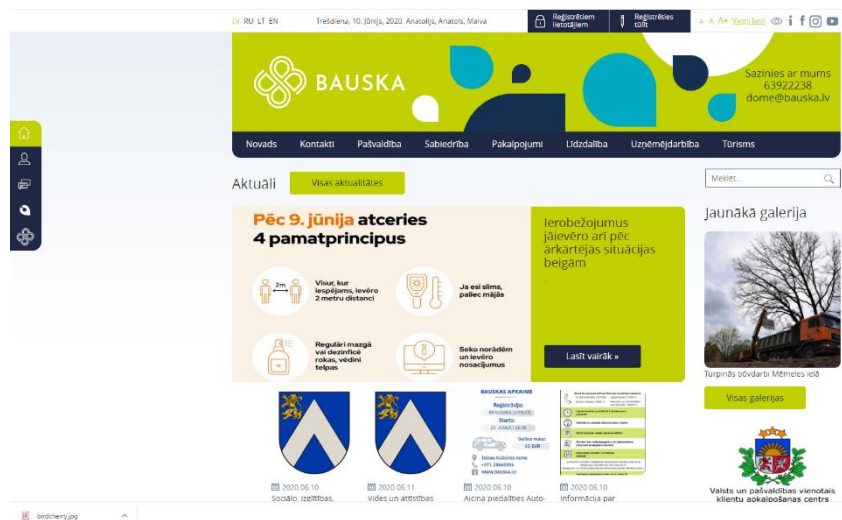 LV RU LT EN
Trešdiena, 10. Jūnijs, 2020. Anatolijs, Anatols, Maiva
Reģistrētiem
lietotājiem
Reģistrēties
tūlīt
A- A A+ Viegli lasīt
BAUSKA
Sazinies ar mums
63922238
dome@bauska.lv
Novads Kontakti Pašvaldība Sabiedrība Pakalpojumi Līdzdalība Uzņēmējdarbība Tūrisms
Aktuāli
Visas aktualitātes
Meklēt...
Pēc 9. jūnija atceries
4 pamatprincipus
2m
Visur, kur
iespējams, ievēro
2 metru distanci
Ja esi slims,
paliec mājās
Regulāri mazgā
vai dezinficē
rokas, vēdini
telpas
Seko norādēm
un ievēro
nosacījumus
Ierobežojumus
jāievēro arī pēc
ārkārtējās situācijas
beigām
Lasīt vairāk »
Jaunākā galerija
Turpinās būvdarbi Mēmeles ielā
Visas galerijas
BAUSKAS APKAIME
Reģistrējies:
Starts:
Dalības maksa:
10 EUR
WWW.BAUSKA.LV
2020.06.10
Sociālo, izglītības,
2020.06.11
Vides un attīstības
2020.06.10
Aicina piedalīties Auto-
2020.06.10
Informācija par
Valsts un pašvaldības vienotais
klientu apkalpošanas centrs
birdcherry.jpg